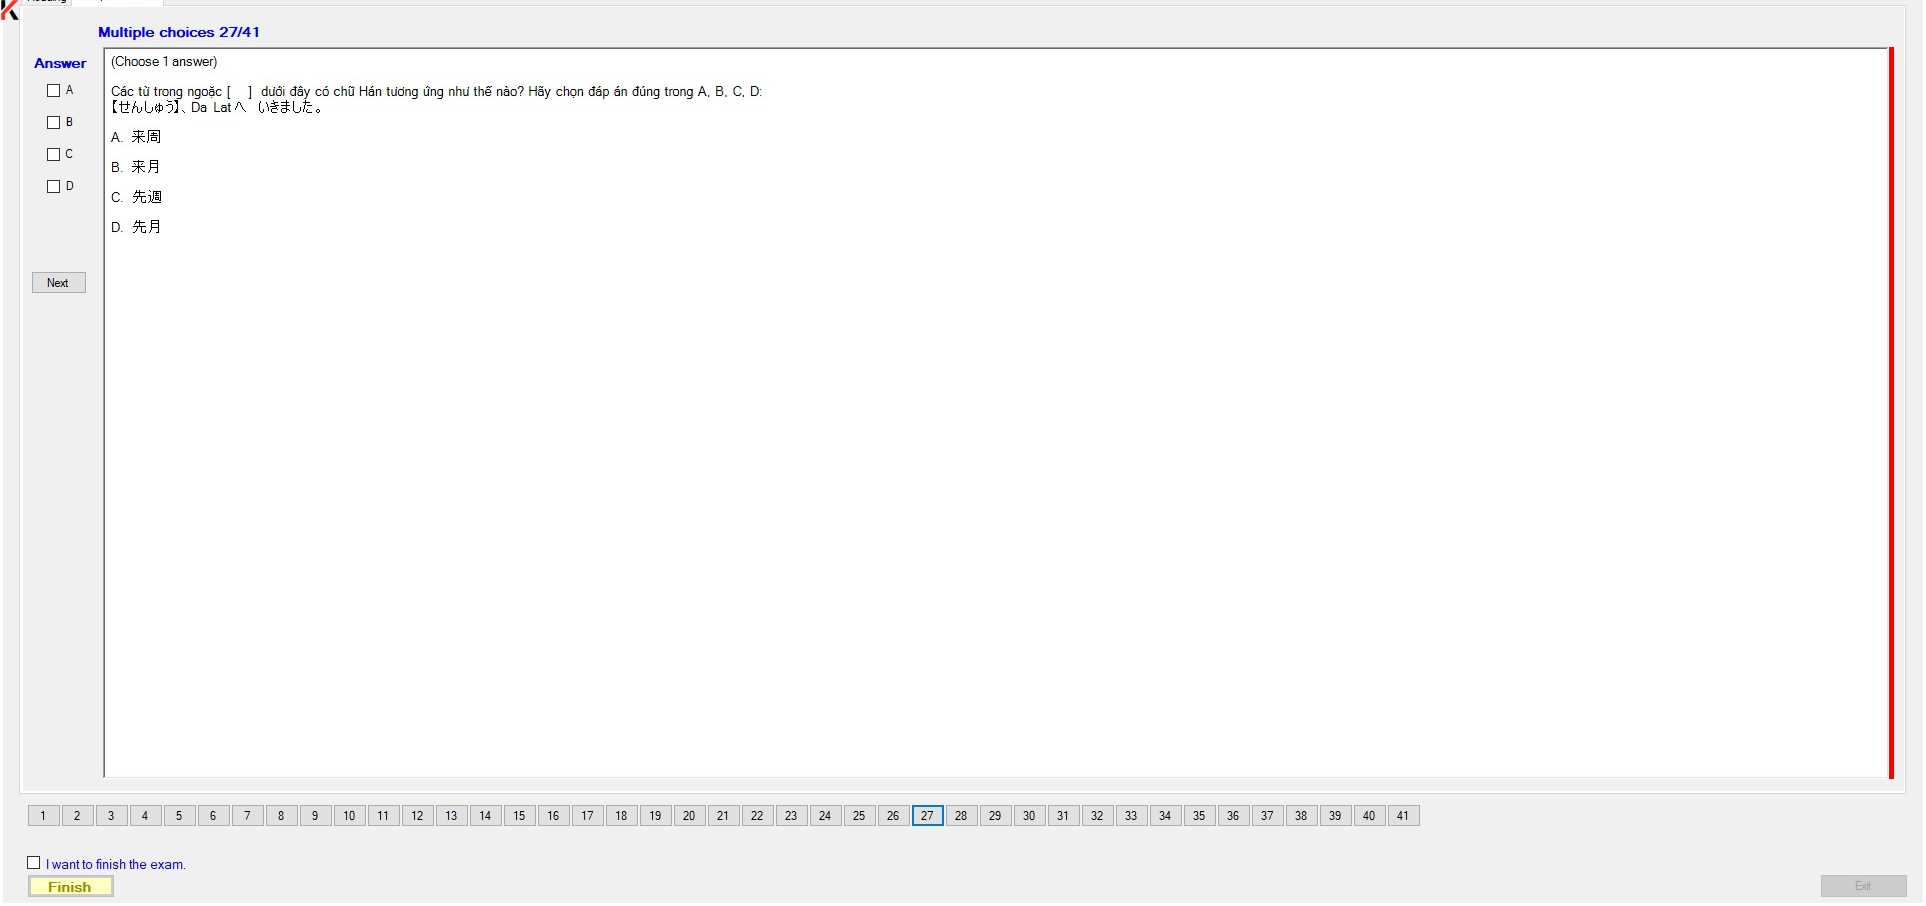 Multiple choices 27/41
Answer
A
B
C
D
Next
(Choose 1 answer)
Các từ trong ngoặc [ ] dưới đây có chữ Hán tương ứng như thế nào? Hãy chọn đáp án đúng trong A, B, C, D:
【せんしゅう】、Da Latへ いきました。
A. 来周
B. 来月
C. 先週
D. 先月
1 2 3 4 5 6 7 8 9 10 11 12 13 14 15 16 17 18 19 20 21 22 23 24 25 26 27 28 29 30 31 32 33 34 35 36 37 38 39 40 41
I want to finish the exam.
Finish
Exit